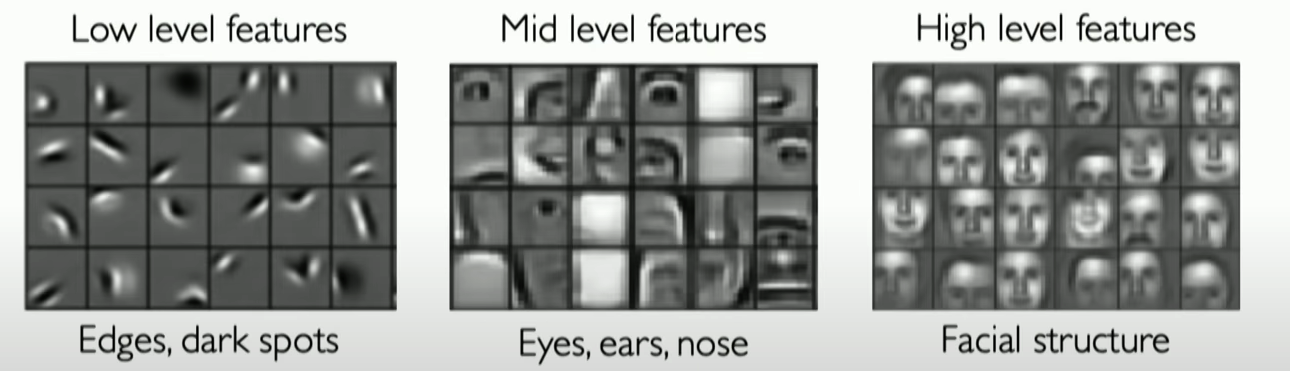 Low level features
Mid level features
High level features
Edges, dark spots
Eyes, ears, nose
Facial structure